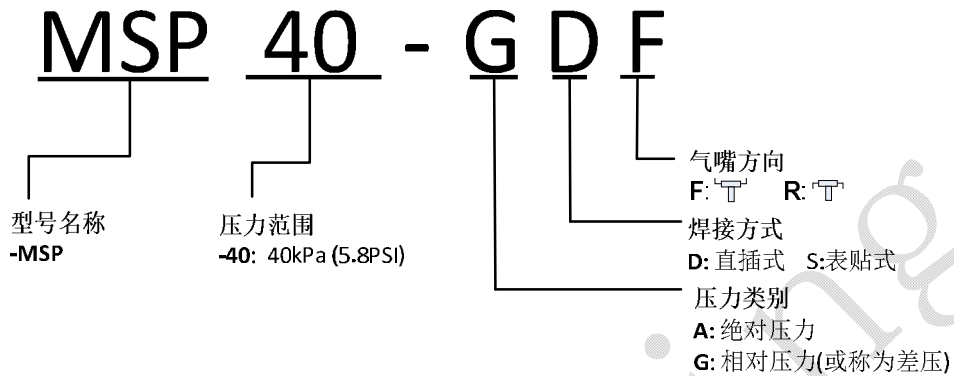 MSP 40 - G D F
气嘴方向
F: R:
焊接方式
D: 直插式 S:表贴式
压力类别
A: 绝对压力
G: 相对压力(或称为差压)
型号名称
-MSP
压力范围
-40: 40kPa (5.8PSI)
ing